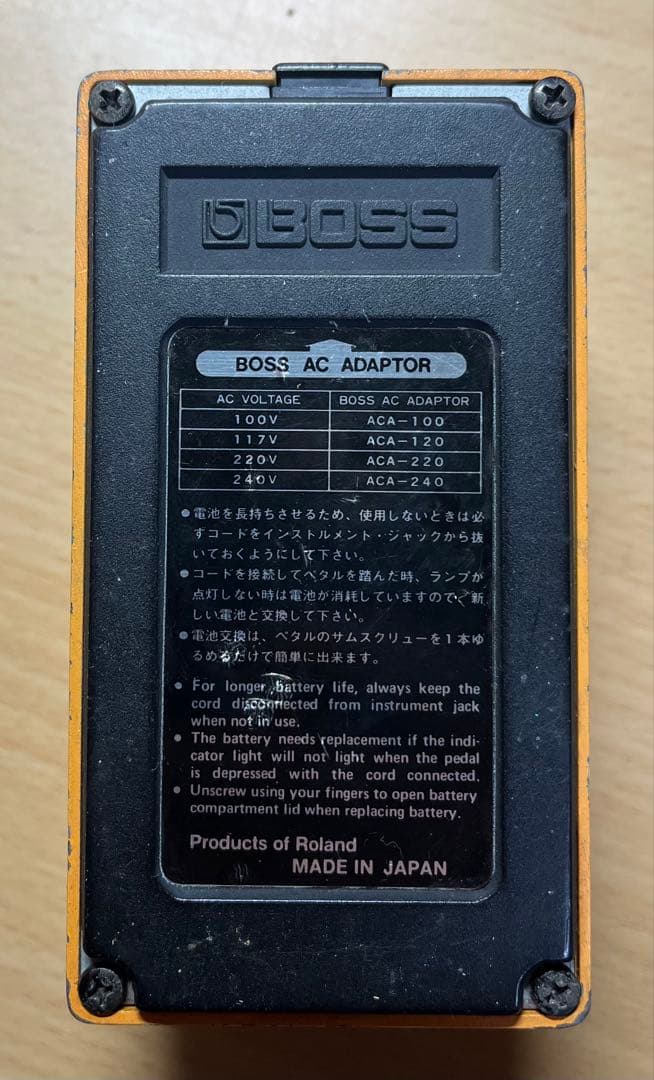 BOSS
BOSS AC ADAPTOR
AC VOLTAGE BOSS AC ADAPTOR
100V ACA-100
117V ACA-120
220V ACA-220
240V ACA-240
●電池を長持ちさせるため、使用しないときは必
ずコードをインストルメント・ジャックから抜
いておくようにして下さい。
●コードを接続してペタルを踏んだ時、ランプが
点灯しない時は電池が消耗していますので、新
しい電池と交換して下さい。
●電池交換は、ペタルのサムスクリューを1本ゆ
るめるだけで簡単に出来ます。
● For longer battery life, always keep the
cord disconnected from instrument jack
when not in use.
● The battery needs replacement if the indi-
cator light will not light when the pedal
is depressed with the cord connected.
● Unscrew using your fingers to open battery
compartment lid when replacing battery.
Products of Roland
MADE IN JAPAN